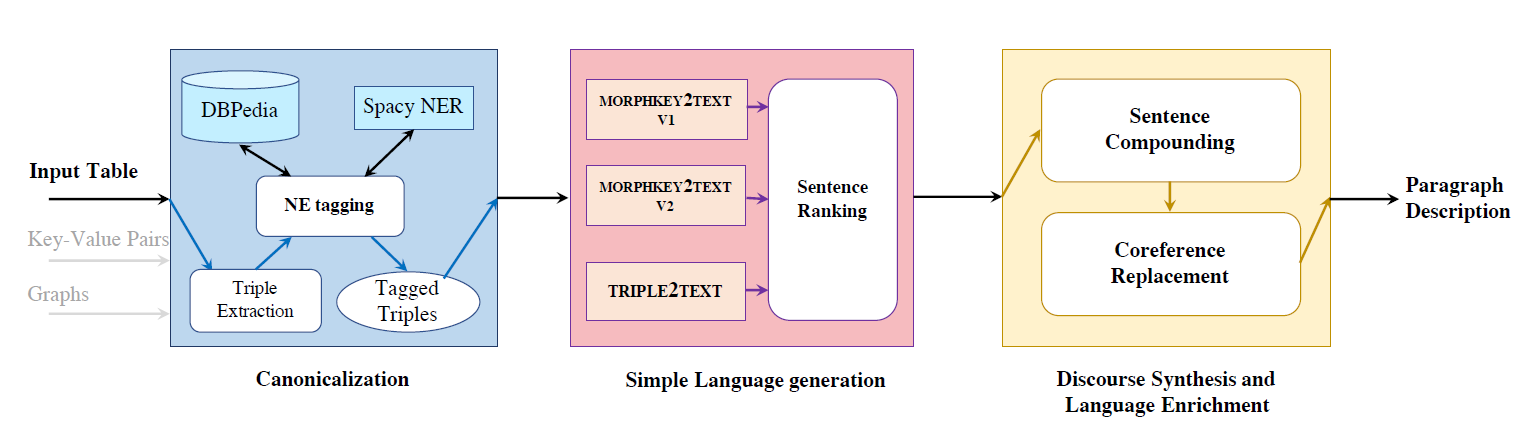 Input Table
Key-Value Pairs
Graphs
DBPedia
Spacy NER
NE tagging
Triple
Extraction
Tagged
Triples
Canonicalization
MORPHKEY2TEXT
V1
MORPHKEY2TEXT
V2
TRIPLE2TEXT
Sentence
Ranking
Simple Language generation
Sentence
Compounding
Coreference
Replacement
Discourse Synthesis and
Language Enrichment
Paragraph
Description